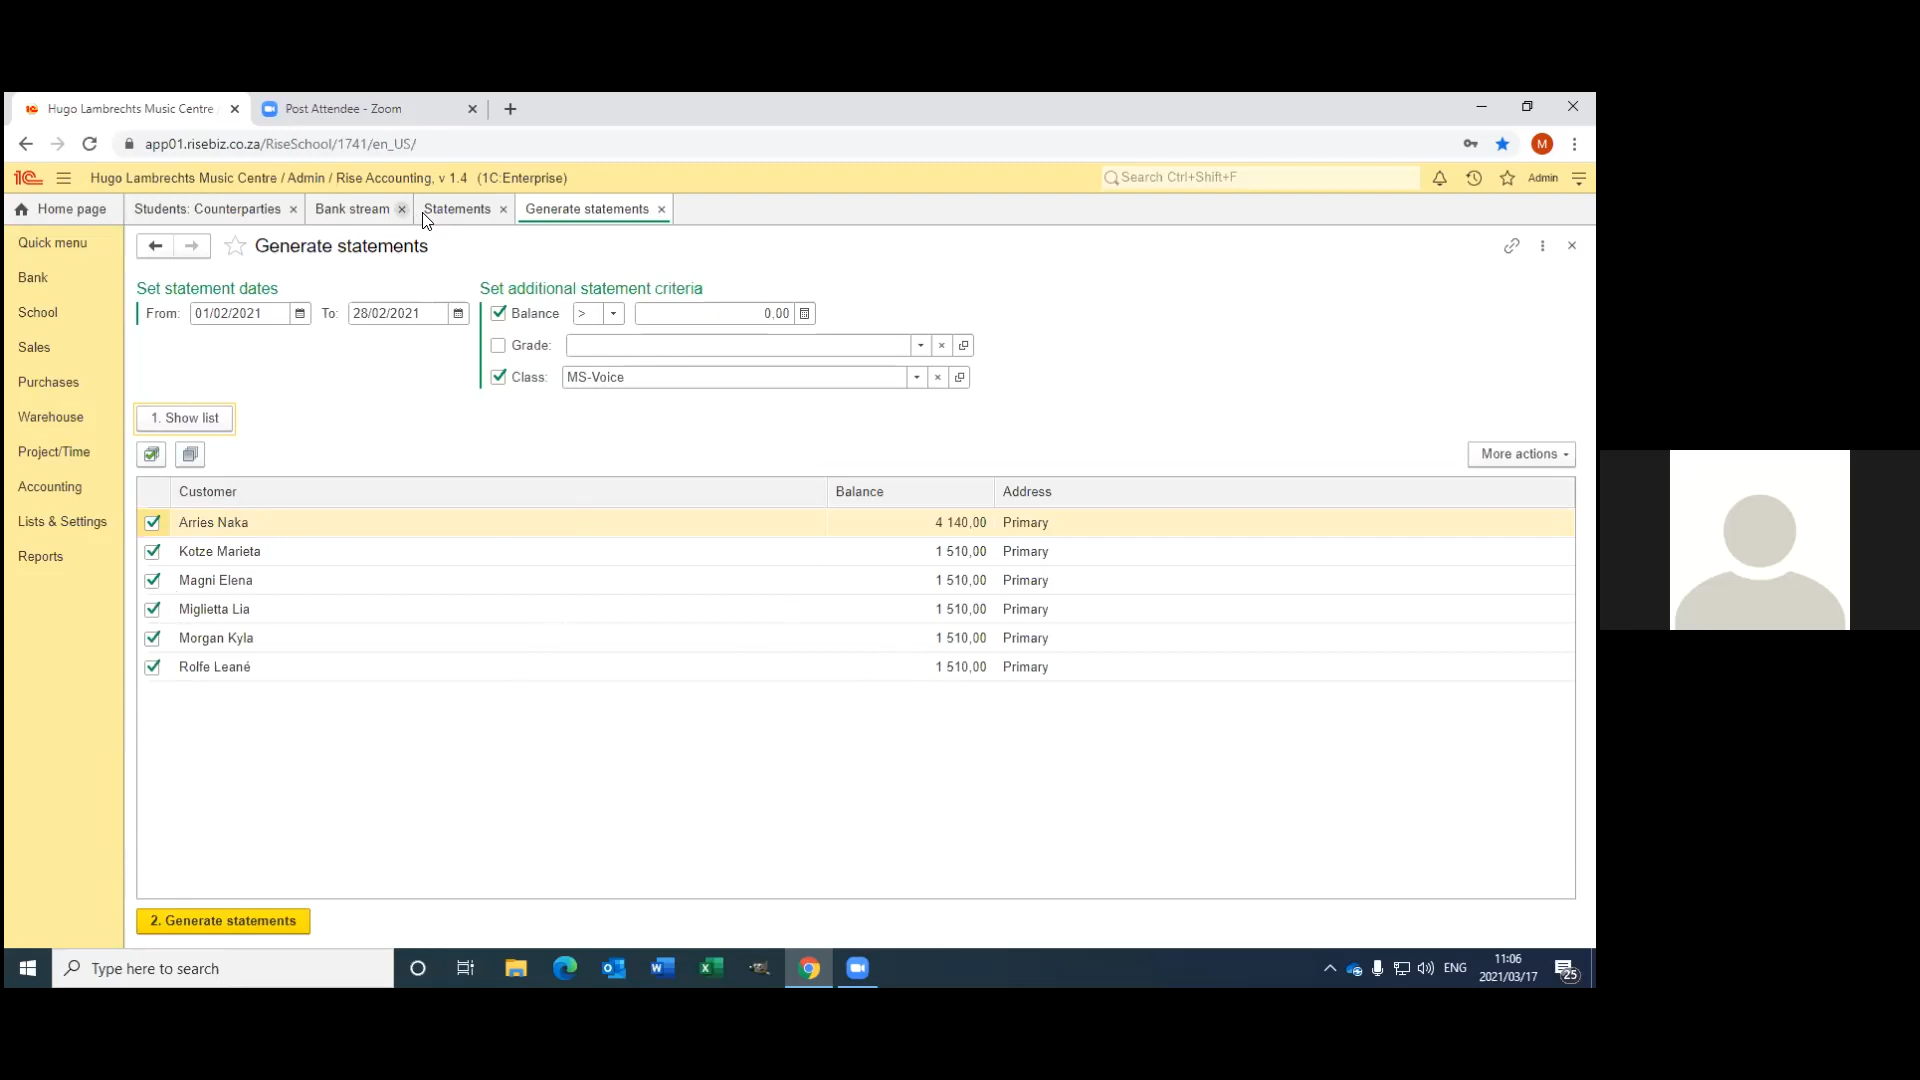 Hugo Lambrechts Music Centre
Post Attendee - Zoom
app01.risebiz.co.za/RiseSchool/1741/en_US/
M
1C
Hugo Lambrechts Music Centre / Admin / Rise Accounting, v 1.4 (1C:Enterprise)
Search Ctrl+Shift+F
Admin
Home page
Students: Counterparties
Bank stream
Statements
Generate statements
Quick menu
Bank
School
Sales
Purchases
Warehouse
Project/Time
Accounting
Lists & Settings
Reports
Generate statements
Set statement dates
From: 01/02/2021 To: 28/02/2021
Set additional statement criteria
Balance > 0,00
Grade:
Class: MS-Voice
1. Show list
More actions
Customer Balance Address
Arries Naka 4 140,00 Primary
Kotze Marieta 1 510,00 Primary
Magni Elena 1 510,00 Primary
Miglietta Lia 1 510,00 Primary
Morgan Kyla 1 510,00 Primary
Rolfe Leané 1 510,00 Primary
2. Generate statements
Type here to search
ENG
11:06
2021/03/17
25